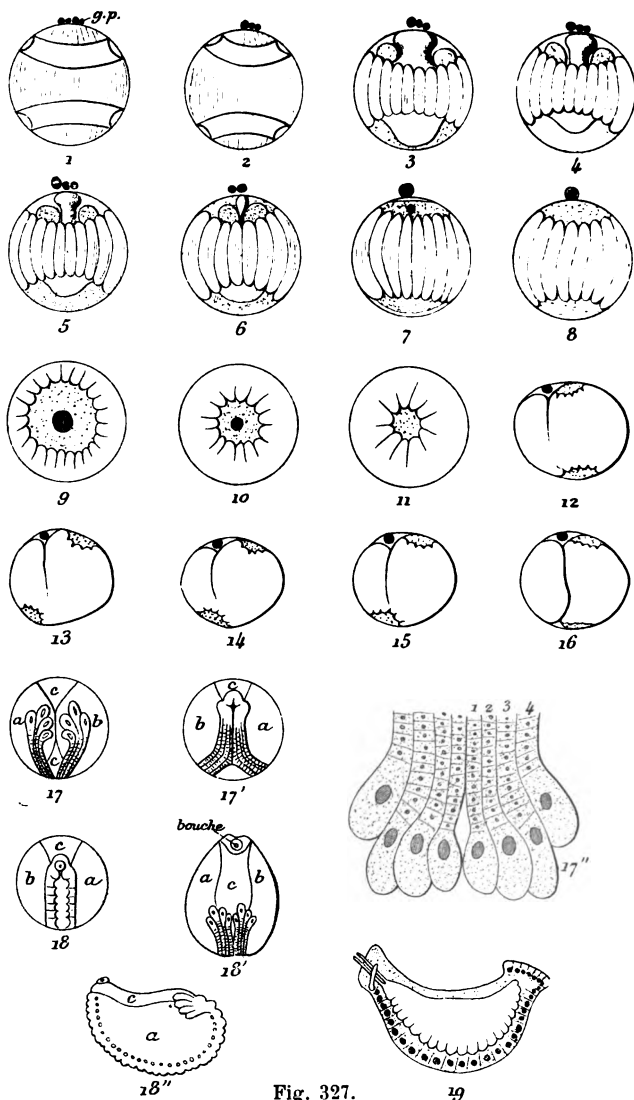 g.p.
1 2 3 4
5 6 7 8
9 10 11 12
13 14 15 16
c
a b
c
17
c
b a
17'
1 2 3 4
17"
c
b a
18
bouche
a c b
18'
c
a
18"
19
Fig. 327.